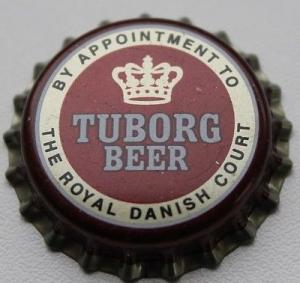 BY APPOINTMENT TO
TUBORG
BEER
THE ROYAL DANISH COURT